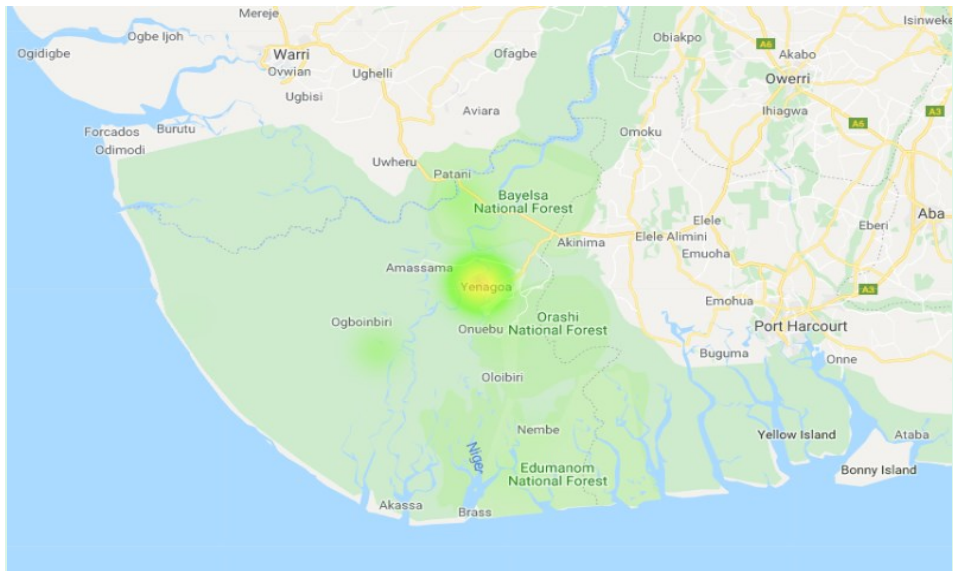 Mereje
Isinweke
Ogbe Ijoh
Obiakpo
A6
Ogidigbe
Warri
Ofagbe
Akabo
Ovwian
Ughelli
Owerri
Ugbisi
Aviara
Ihiagwa
A3
A6
Forcados
Burutu
Omoku
Odimodi
Uwheru
Patani
Bayelsa
National Forest
Aba
Elele
Eberi
Akinima
Elele Alimini
Emuoha
Amassama
Yenagoa
A3
Emohua
Ogboinbiri
Onuebu
Orashi
National Forest
Port Harcourt
Buguma
Onne
Oloibiri
Nembe
Yellow Island
Ataba
Niger
Edumanom
National Forest
Bonny Island
Akassa
Brass